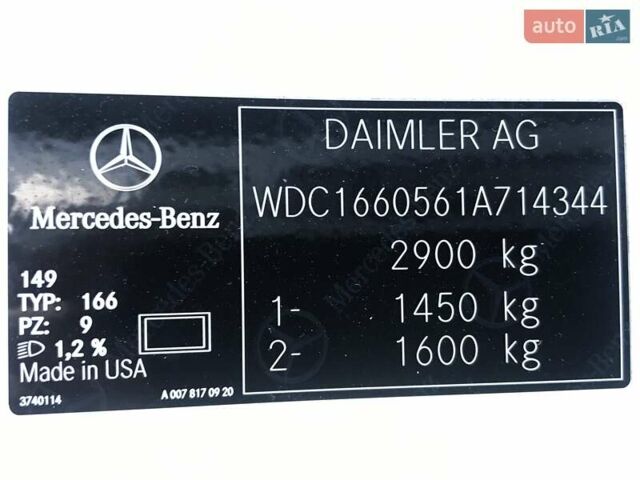 auto RIA.com
DAIMLER AG
Mercedes-Benz
WDC1660561A714344
2900 kg
149
TYP: 166
1- 1450 kg
PZ: 9
2- 1600 kg
1,2 %
Made in USA
3740114
A 007 817 09 20